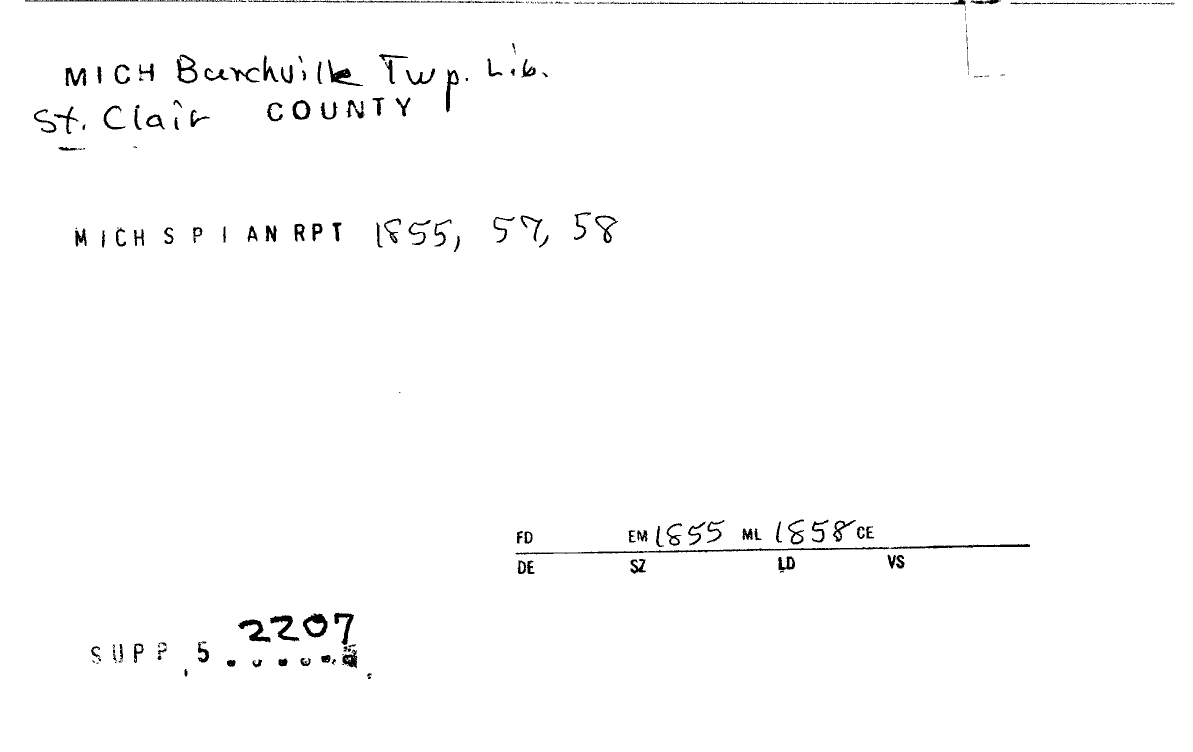 MICH Burchville Twp. Lib.
St. Clair COUNTY
MICH S P I AN RPT 1855, 57, 58
FD EM 1855 ML 1858 CE
DE SZ LD VS
2207
SUPP 5